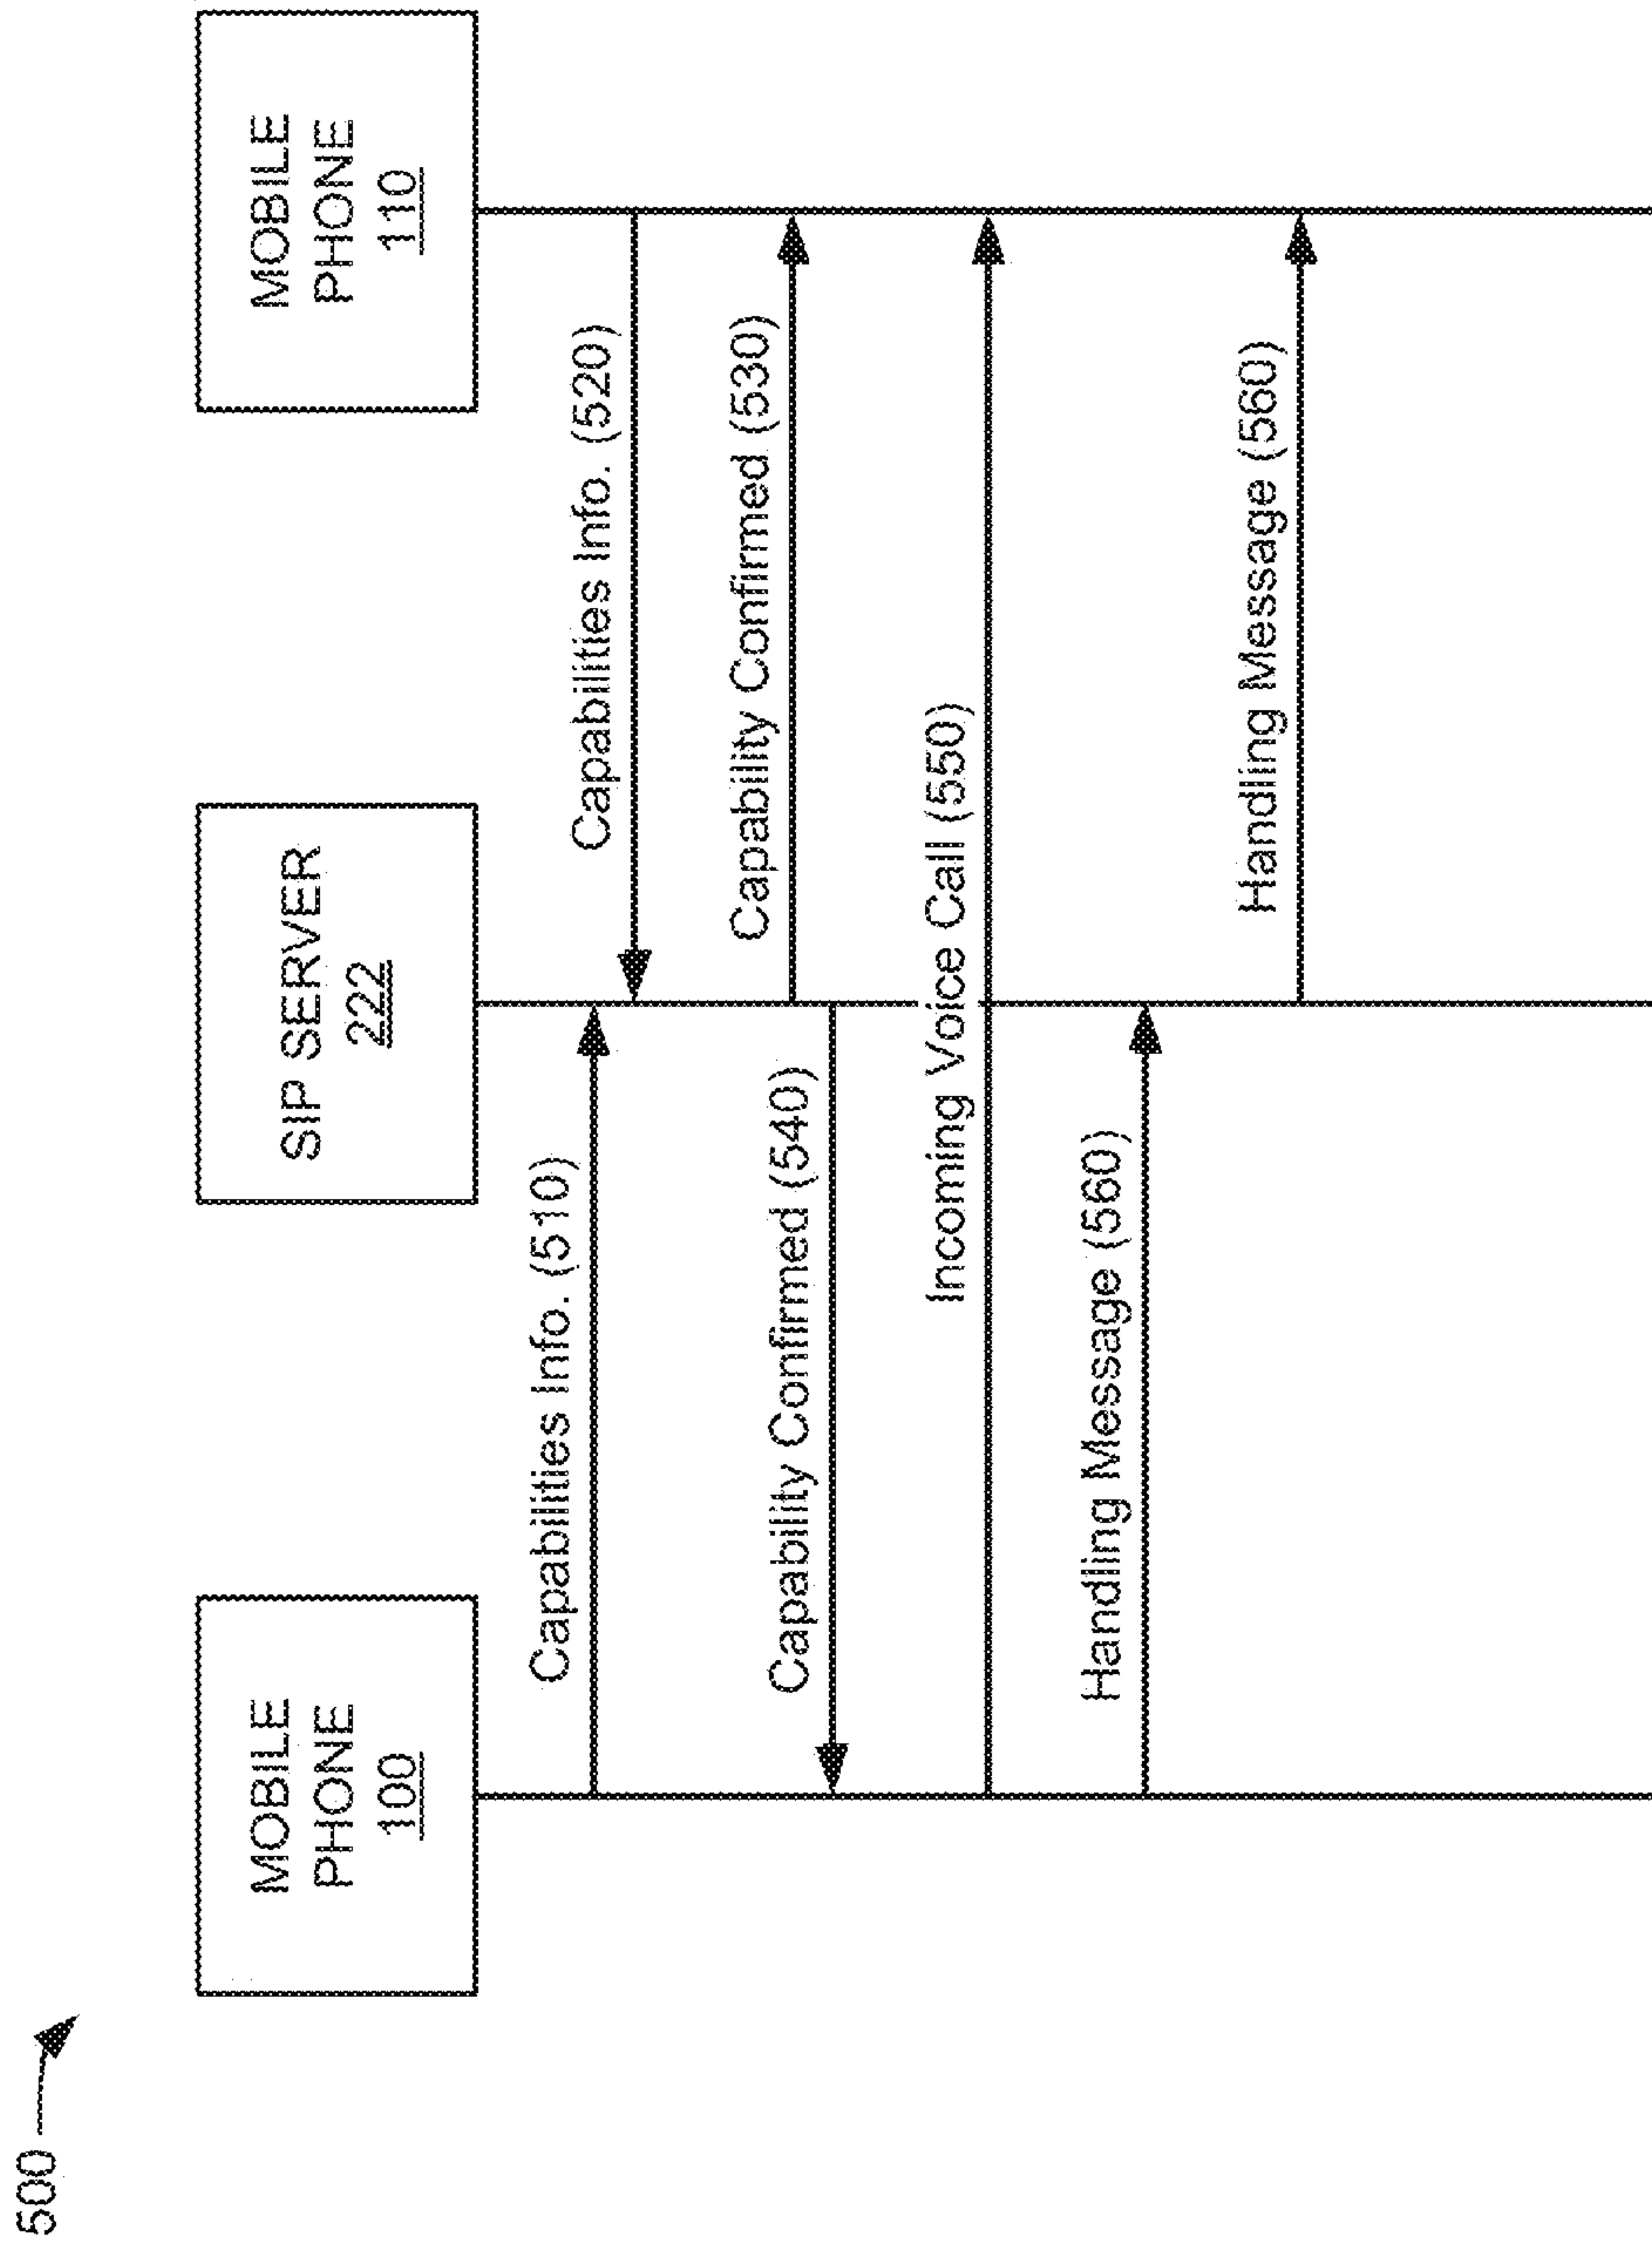 500
MOBILE
PHONE
100
SIP SERVER
222
MOBILE
PHONE
110
Capabilities Info. (510)
Capabilities Info. (520)
Capability Confirmed (530)
Capability Confirmed (540)
Incoming Voice Call (550)
Handling Message (560)
Handling Message (560)